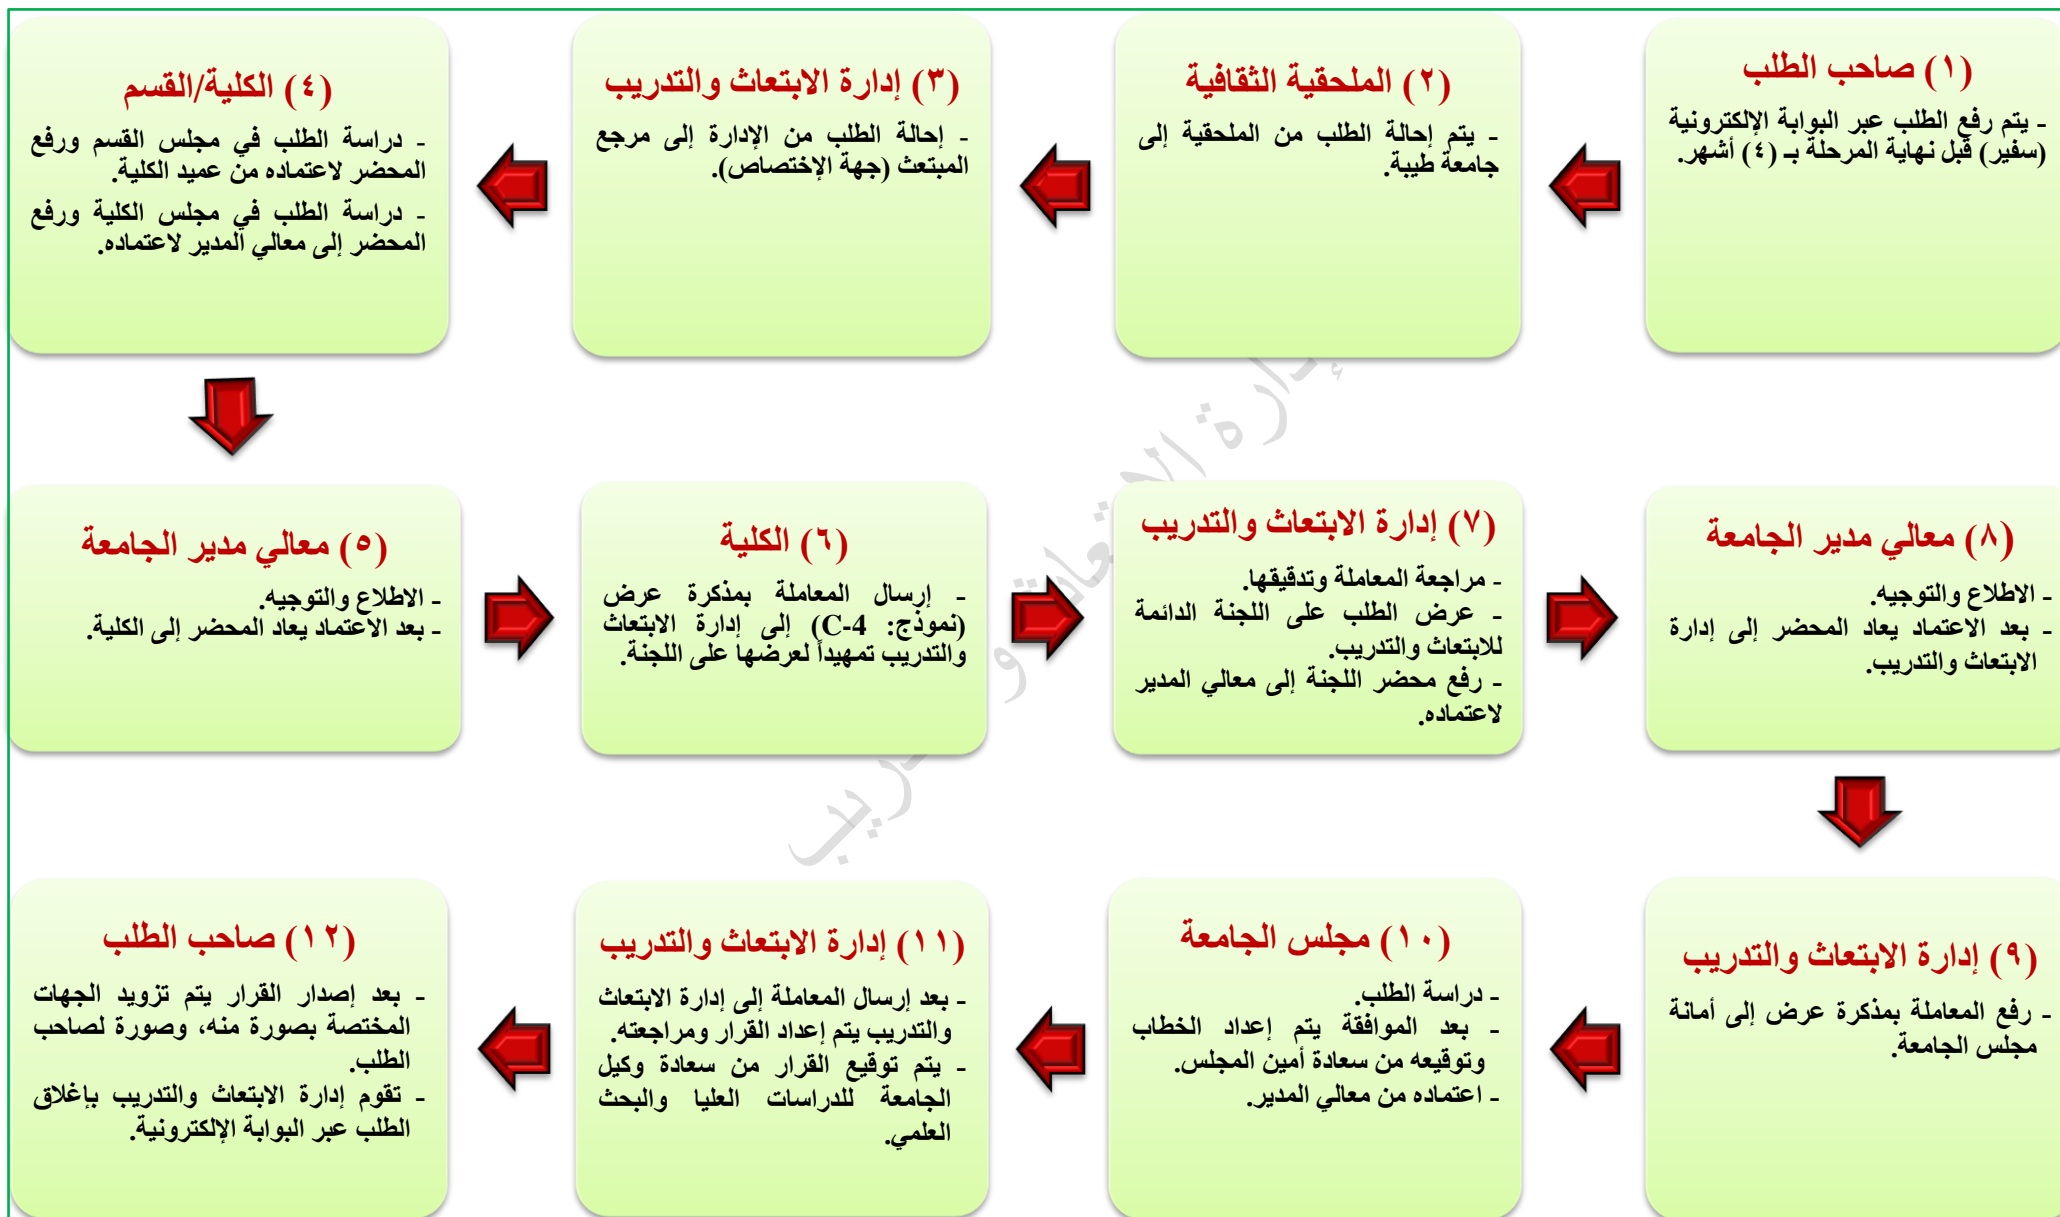 (١) صاحب الطلب
- يتم رفع الطلب عبر البوابة الإلكترونية
(سفير) قبل نهاية المرحلة بـ (٤) أشهر.
(٢) الملحقية الثقافية
- يتم إحالة الطلب من الملحقية إلى
جامعة طيبة.
(٣) إدارة الابتعاث والتدريب
- إحالة الطلب من الإدارة إلى مرجع
المبتعث (جهة الإختصاص).
(٤) الكلية/القسم
- دراسة الطلب في مجلس القسم ورفع
المحضر لاعتماده من عميد الكلية.
- دراسة الطلب في مجلس الكلية ورفع
المحضر إلى معالي المدير لاعتماده.
(٥) معالي مدير الجامعة
- الاطلاع والتوجيه.
- بعد الاعتماد يعاد المحضر إلى الكلية.
(٦) الكلية
- إرسال المعاملة بمذكرة عرض
(نموذج: C-4) إلى إدارة الابتعاث
والتدريب تمهيداً لعرضها على اللجنة.
(٧) إدارة الابتعاث والتدريب
- مراجعة المعاملة وتدقيقها.
- عرض الطلب على اللجنة الدائمة
للابتعاث والتدريب.
- رفع محضر اللجنة إلى معالي المدير
لاعتماده.
(٨) معالي مدير الجامعة
- الاطلاع والتوجيه.
- بعد الاعتماد يعاد المحضر إلى إدارة
الابتعاث والتدريب.
(٩) إدارة الابتعاث والتدريب
- رفع المعاملة بمذكرة عرض إلى أمانة
مجلس الجامعة.
(١٠) مجلس الجامعة
- دراسة الطلب.
- بعد الموافقة يتم إعداد الخطاب
وتوقيعه من سعادة أمين المجلس.
- اعتماده من معالي المدير.
(١١) إدارة الابتعاث والتدريب
- بعد إرسال المعاملة إلى إدارة الابتعاث
والتدريب يتم إعداد القرار ومراجعته.
- يتم توقيع القرار من سعادة وكيل
الجامعة للدراسات العليا والبحث
العلمي.
(١٢) صاحب الطلب
- بعد إصدار القرار يتم تزويد الجهات
المختصة بصورة منه، وصورة لصاحب
الطلب.
- تقوم إدارة الابتعاث والتدريب بإغلاق
الطلب عبر البوابة الإلكترونية.
إدارة الابتعاث والتدريب